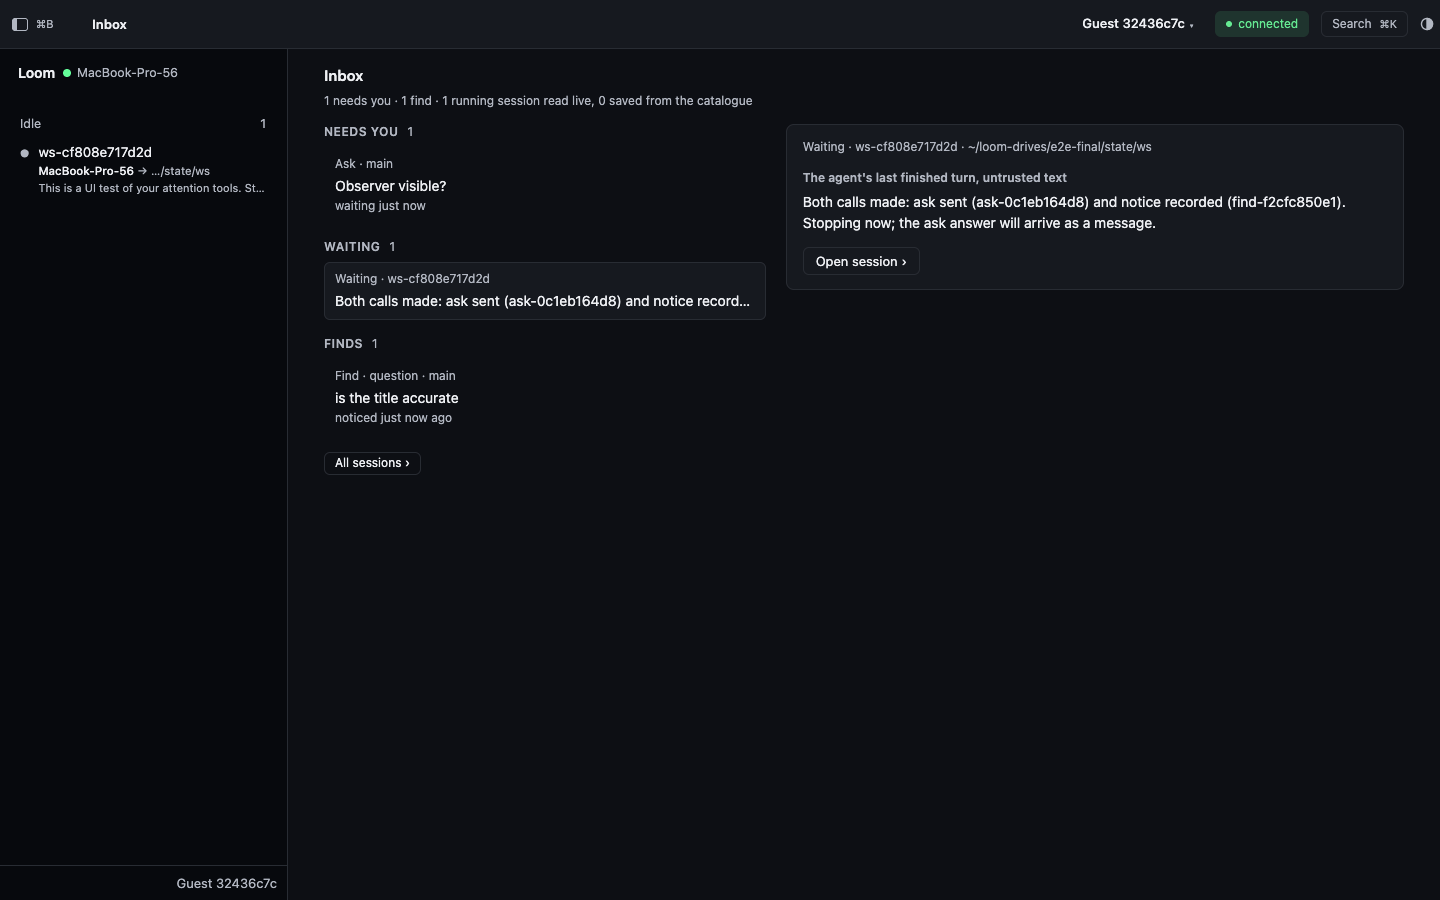 ⌘B
Inbox
Guest 32436c7c ▾
connected
Search ⌘K
Loom MacBook-Pro-56
Idle 1
ws-cf808e717d2d
MacBook-Pro-56 → .../state/ws
This is a UI test of your attention tools. St...
Guest 32436c7c
Inbox
1 needs you · 1 find · 1 running session read live, 0 saved from the catalogue
NEEDS YOU 1
Ask · main
Observer visible?
waiting just now
WAITING 1
Waiting · ws-cf808e717d2d
Both calls made: ask sent (ask-0c1eb164d8) and notice record...
FINDS 1
Find · question · main
is the title accurate
noticed just now ago
All sessions ›
Waiting · ws-cf808e717d2d · ~/loom-drives/e2e-final/state/ws
The agent's last finished turn, untrusted text
Both calls made: ask sent (ask-0c1eb164d8) and notice recorded (find-f2cfc850e1).
Stopping now; the ask answer will arrive as a message.
Open session ›